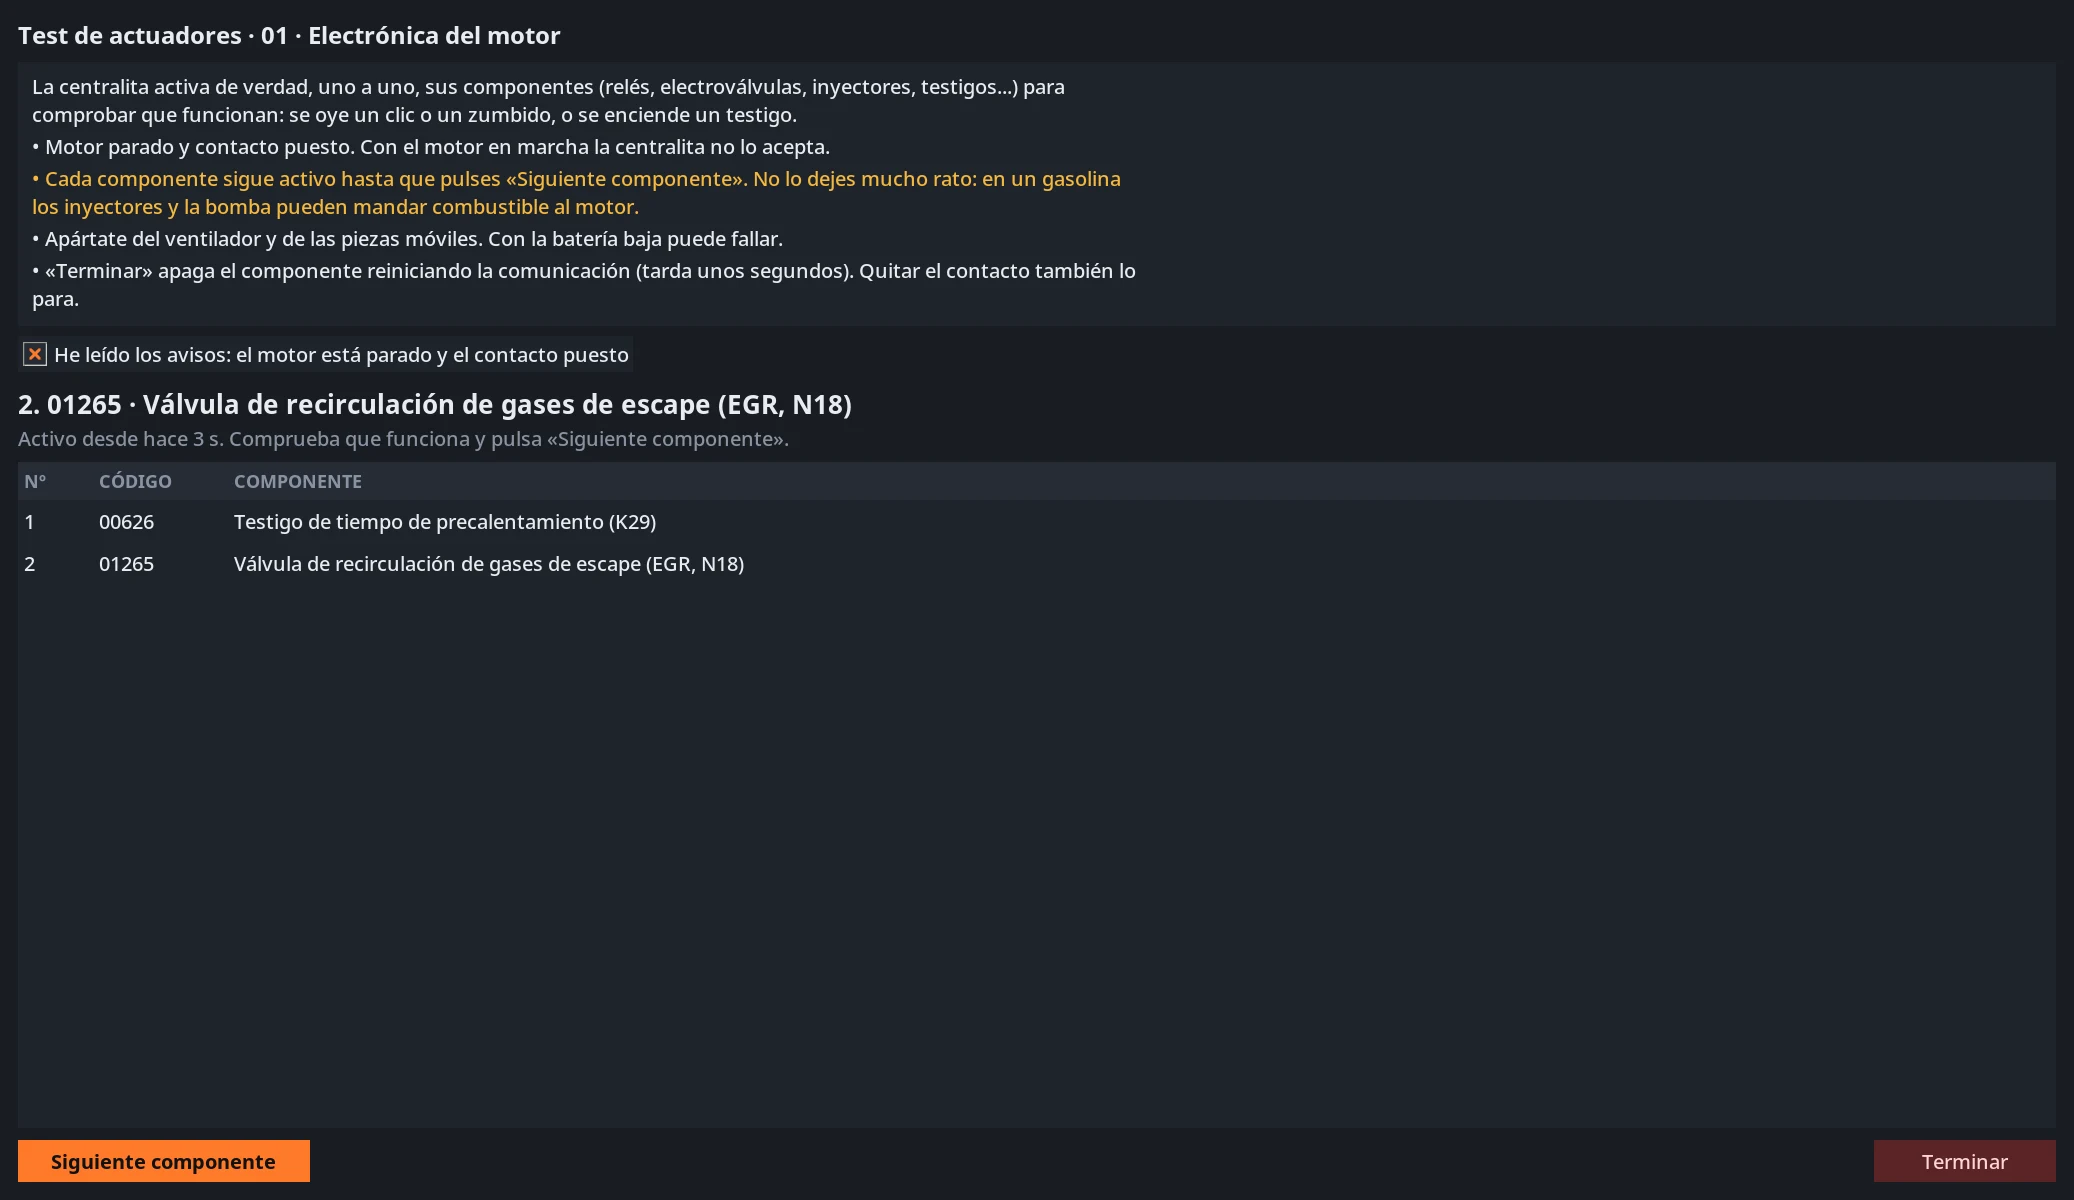 Test de actuadores · 01 · Electrónica del motor
La centralita activa de verdad, uno a uno, sus componentes (relés, electroválvulas, inyectores, testigos...) para
comprobar que funcionan: se oye un clic o un zumbido, o se enciende un testigo.
• Motor parado y contacto puesto. Con el motor en marcha la centralita no lo acepta.
• Cada componente sigue activo hasta que pulses «Siguiente componente». No lo dejes mucho rato: en un gasolina
los inyectores y la bomba pueden mandar combustible al motor.
• Apártate del ventilador y de las piezas móviles. Con la batería baja puede fallar.
• «Terminar» apaga el componente reiniciando la comunicación (tarda unos segundos). Quitar el contacto también lo
para.
He leído los avisos: el motor está parado y el contacto puesto
2. 01265 · Válvula de recirculación de gases de escape (EGR, N18)
Activo desde hace 3 s. Comprueba que funciona y pulsa «Siguiente componente».
Nº CÓDIGO COMPONENTE
1 00626 Testigo de tiempo de precalentamiento (K29)
2 01265 Válvula de recirculación de gases de escape (EGR, N18)
Siguiente componente Terminar